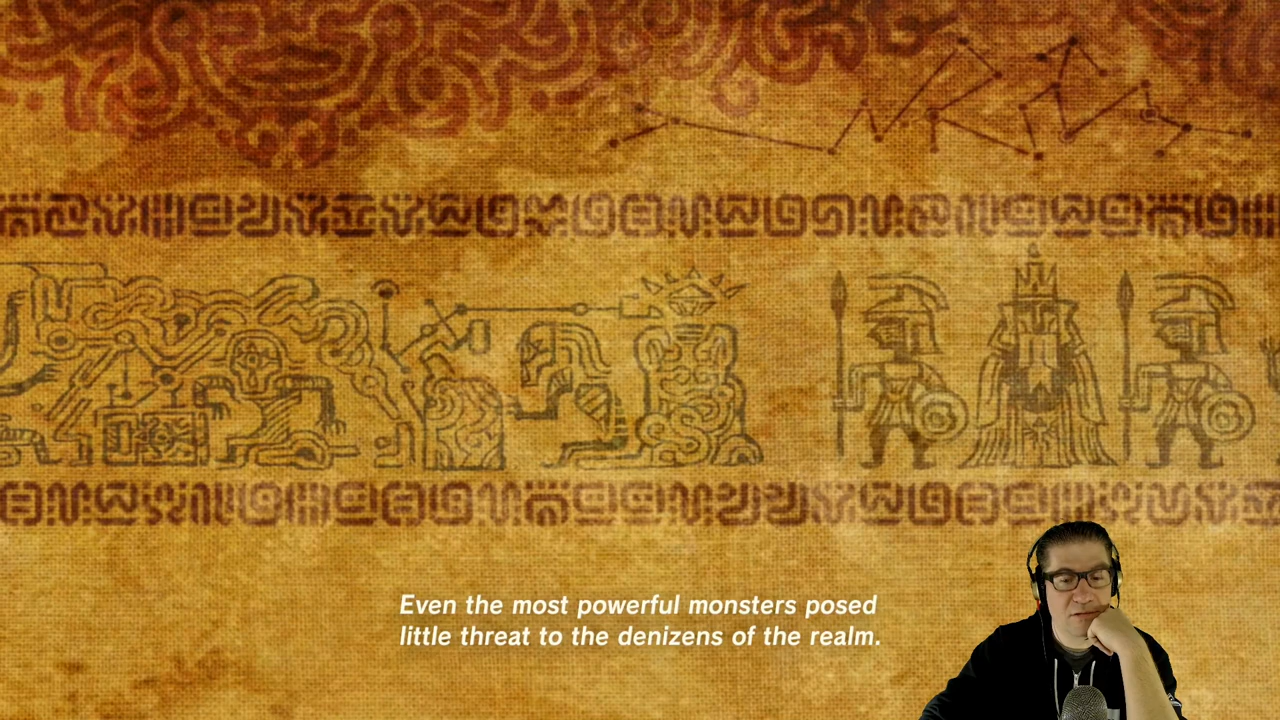 Even the most powerful monsters posed
little threat to the denizens of the realm.